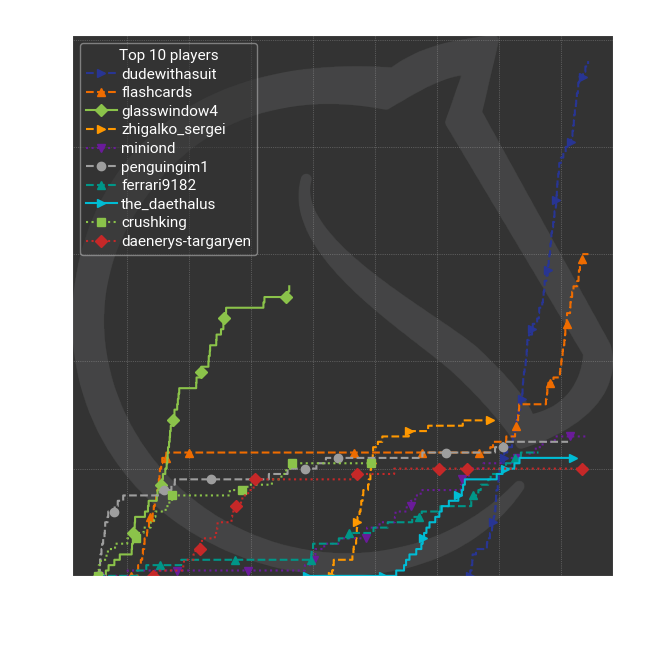 Top 10 players
dudewithasuit
flashcards
glasswindow4
zhigalko_sergei
miniond
penguingim1
ferrari9182
the_daethalus
crushking
daenerys-targaryen